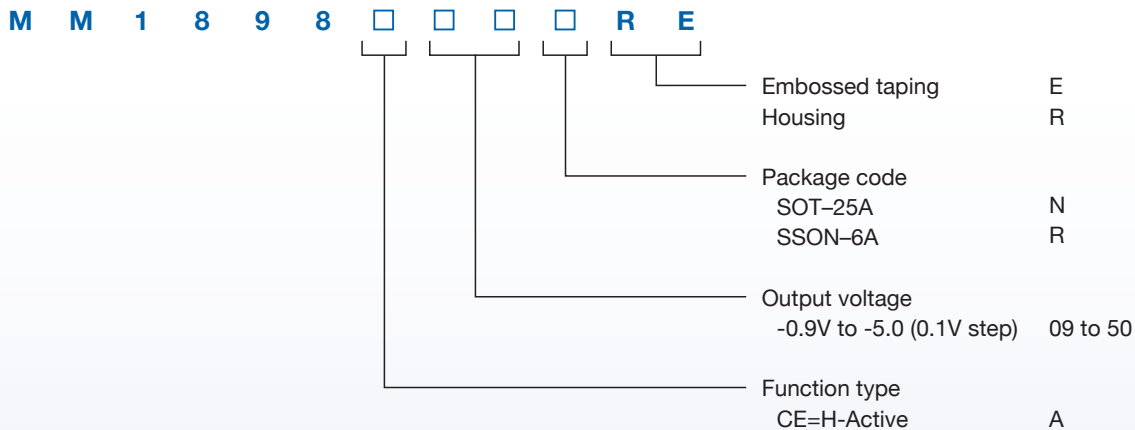 M M 1 8 9 8 □ □ □ □ R E
Embossed taping E
Housing R
Package code
SOT–25A N
SSON–6A R
Output voltage
-0.9V to -5.0 (0.1V step) 09 to 50
Function type
CE=H-Active A